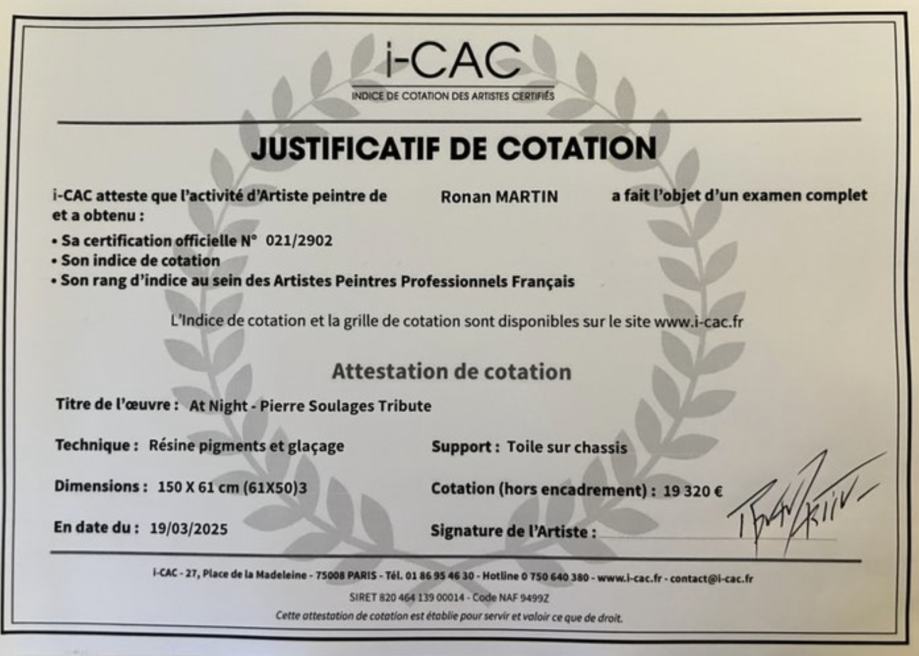 i-CAC
INDICE DE COTATION DES ARTISTES CERTIFIÉS
JUSTIFICATIF DE COTATION
i-CAC atteste que l'activité d'Artiste peintre de Ronan MARTIN a fait l'objet d'un examen complet
et a obtenu :
• Sa certification officielle N° 021/2902
• Son indice de cotation
• Son rang d'indice au sein des Artistes Peintres Professionnels Français
L'Indice de cotation et la grille de cotation sont disponibles sur le site www.i-cac.fr
Attestation de cotation
Titre de l'œuvre : At Night - Pierre Soulages Tribute
Technique : Résine pigments et glaçage Support : Toile sur chassis
Dimensions : 150 X 61 cm (61X50)3 Cotation (hors encadrement) : 19 320 €
En date du : 19/03/2025 Signature de l'Artiste :
i-CAC - 27, Place de la Madeleine - 75008 PARIS - Tél. 01 86 95 46 30 - Hotline 0 750 640 380 - www.i-cac.fr - contact@i-cac.fr
SIRET 820 464 139 00014 - Code NAF 9499Z
Cette attestation de cotation est établie pour servir et valoir ce que de droit.